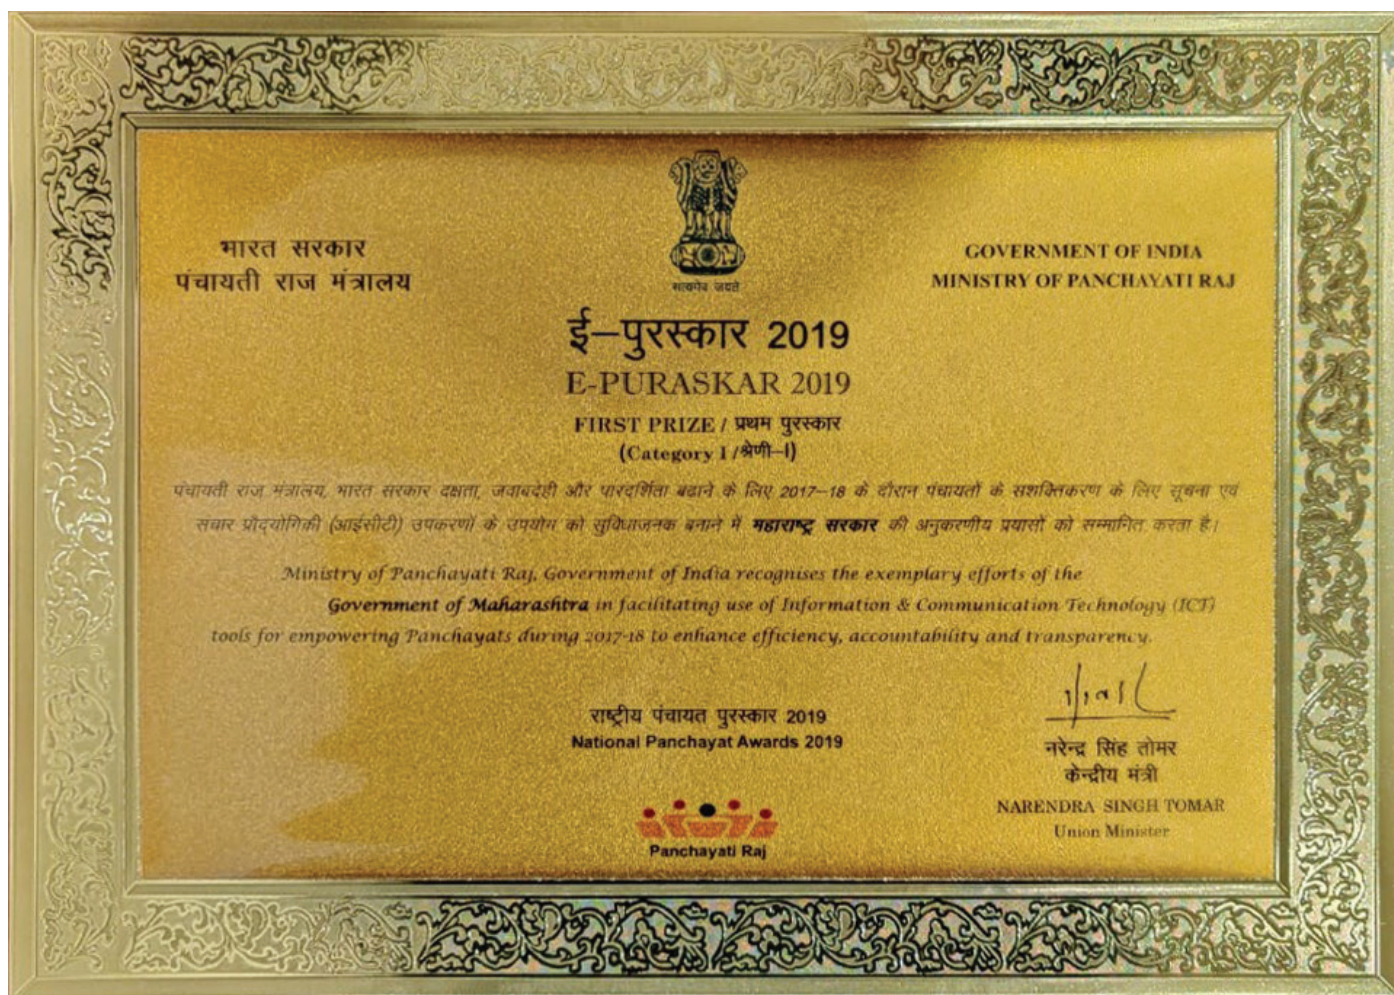 सत्यमेव जयते
भारत सरकार
पंचायती राज मंत्रालय
GOVERNMENT OF INDIA
MINISTRY OF PANCHAYATI RAJ
ई–पुरस्कार 2019
E-PURASKAR 2019
FIRST PRIZE / प्रथम पुरस्कार
(Category I /श्रेणी–I)
पंचायती राज मंत्रालय, भारत सरकार दक्षता, जवाबदेही और पारदर्शिता बढाने के लिए 2017–18 के दौरान पंचायतों के सशक्तिकरण के लिए सूचना एवं
संचार प्रौद्योगिकी (आईसीटी) उपकरणों के उपयोग को सुविधाजनक बनाने में महाराष्ट्र सरकार की अनुकरणीय प्रयासों को सम्मानित करता है।
Ministry of Panchayati Raj, Government of India recognises the exemplary efforts of the
Government of Maharashtra in facilitating use of Information & Communication Technology (ICT)
tools for empowering Panchayats during 2017-18 to enhance efficiency, accountability and transparency.
राष्ट्रीय पंचायत पुरस्कार 2019
National Panchayat Awards 2019
Panchayati Raj
नरेन्द्र सिंह तोमर
केन्द्रीय मंत्री
NARENDRA SINGH TOMAR
Union Minister